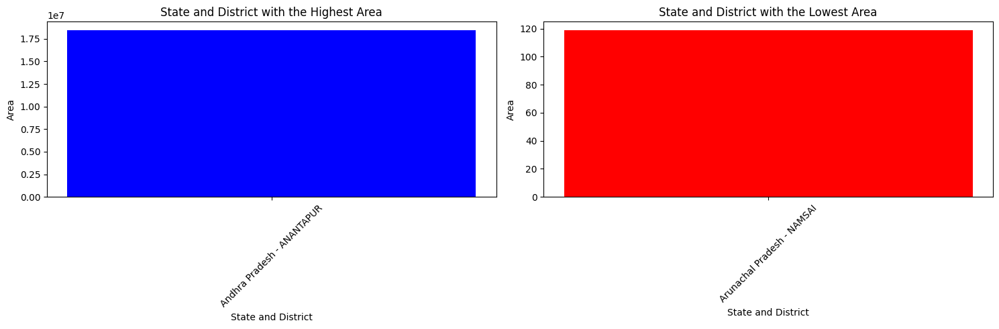 State and District with the Highest Area
1e7
1.75
1.50
1.25
1.00
0.75
0.50
0.25
0.00
Area
Andhra Pradesh - ANANTAPUR
State and District
State and District with the Lowest Area
120
100
80
60
40
20
0
Area
Arunachal Pradesh - NAMSAI
State and District